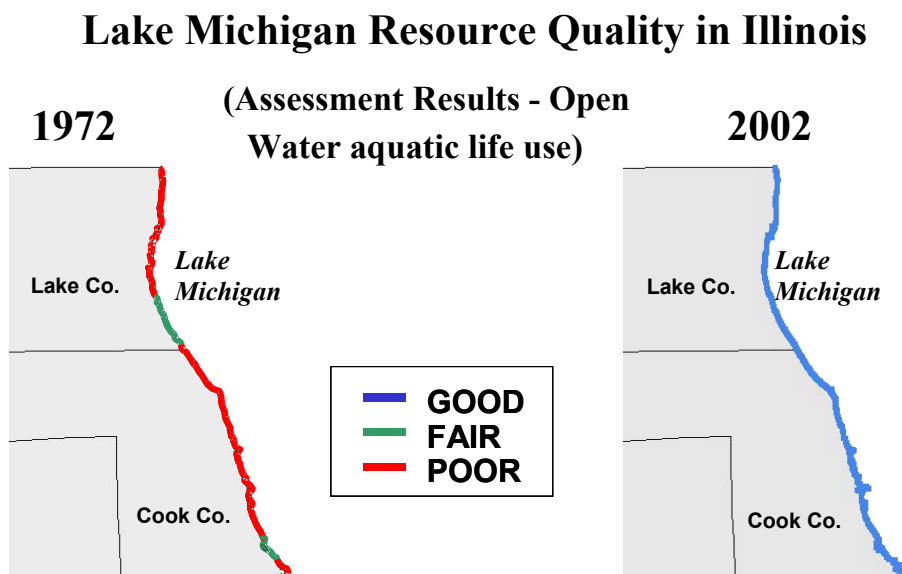 Lake Michigan Resource Quality in Illinois
(Assessment Results - Open
Water aquatic life use)
1972
2002
Lake Co.
Lake
Michigan
Cook Co.
GOOD
FAIR
POOR
Lake Co.
Lake
Michigan
Cook Co.